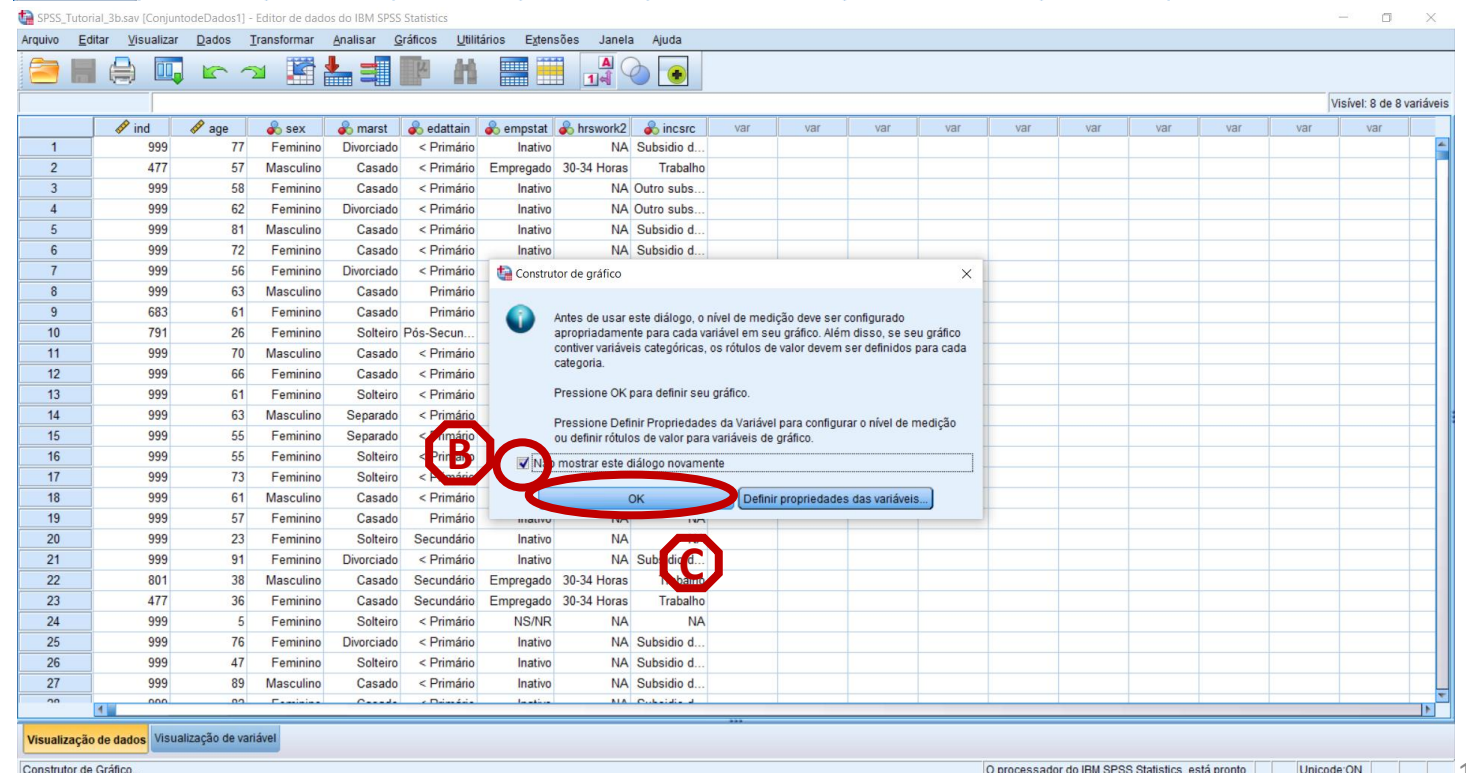 SPSS_Tutorial_3b.sav [ConjuntodeDados1] - Editor de dados do IBM SPSS Statistics
Arquivo Editar Visualizar Dados Transformar Analisar Gráficos Utilitários Extensões Janela Ajuda
Visível: 8 de 8 variáveis
ind age sex marst edattain empstat hrswork2 incsrc var var var var var var var var var var
1 999 77 Feminino Divorciado < Primário Inativo NA Subsidio d...
2 477 57 Masculino Casado < Primário Empregado 30-34 Horas Trabalho
3 999 58 Feminino Casado < Primário Inativo NA Outro subs...
4 999 62 Feminino Divorciado < Primário Inativo NA Outro subs...
5 999 81 Masculino Casado < Primário Inativo NA Subsidio d...
6 999 72 Feminino Casado < Primário Inativo NA Subsidio d...
7 999 56 Feminino Divorciado < Primário
8 999 63 Masculino Casado Primário
9 683 61 Feminino Casado Primário
10 791 26 Feminino Solteiro Pós-Secun...
11 999 70 Masculino Casado < Primário
12 999 66 Feminino Casado < Primário
13 999 61 Feminino Solteiro < Primário
14 999 63 Masculino Separado < Primário
15 999 55 Feminino Separado < Primário
16 999 55 Feminino Solteiro < Primário
17 999 73 Feminino Solteiro < Primário
18 999 61 Masculino Casado < Primário
19 999 57 Feminino Casado Primário Inativo NA NA
20 999 23 Feminino Solteiro Secundário Inativo NA
21 999 91 Feminino Divorciado < Primário Inativo NA Subsidio d...
22 801 38 Masculino Casado Secundário Empregado 30-34 Horas Trabalho
23 477 36 Feminino Casado Secundário Empregado 30-34 Horas Trabalho
24 999 5 Feminino Solteiro < Primário NS/NR NA NA
25 999 76 Feminino Divorciado < Primário Inativo NA Subsidio d...
26 999 47 Feminino Solteiro < Primário Inativo NA Subsidio d...
27 999 89 Masculino Casado < Primário Inativo NA Subsidio d...
Construtor de gráfico
Antes de usar este diálogo, o nível de medição deve ser configurado
apropriadamente para cada variável em seu gráfico. Além disso, se seu gráfico
contiver variáveis categóricas, os rótulos de valor devem ser definidos para cada
categoria.
Pressione OK para definir seu gráfico.
Pressione Definir Propriedades da Variável para configurar o nível de medição
ou definir rótulos de valor para variáveis de gráfico.
B
Não mostrar este diálogo novamente
OK Definir propriedades das variáveis...
C
Visualização de dados Visualização de variável
Construtor de Gráfico O processador do IBM SPSS Statistics está pronto Unicode:ON